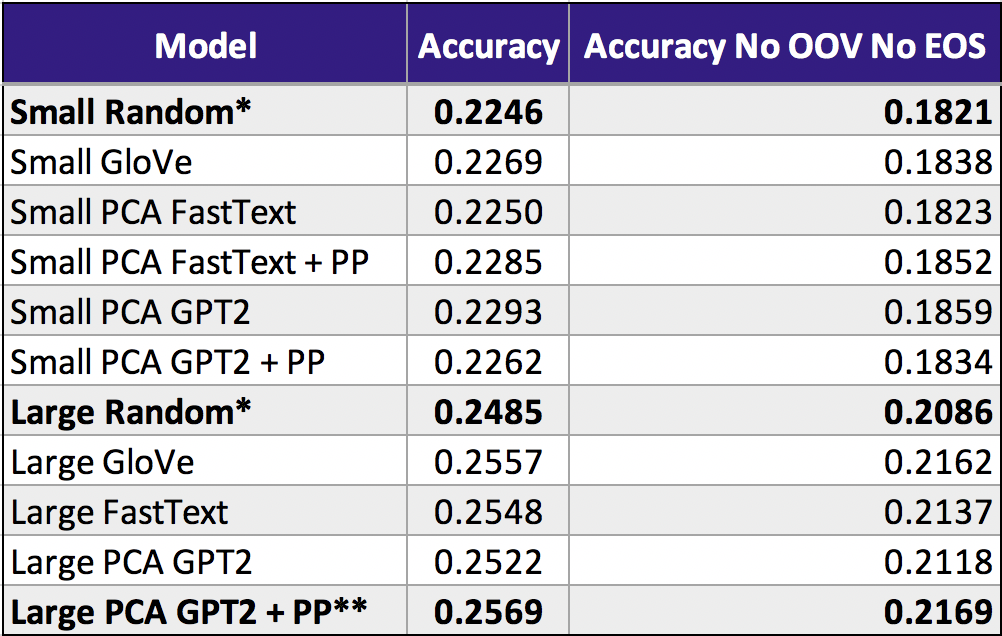 Model Accuracy Accuracy No OOV No EOS
Small Random* 0.2246 0.1821
Small GloVe 0.2269 0.1838
Small PCA FastText 0.2250 0.1823
Small PCA FastText + PP 0.2285 0.1852
Small PCA GPT2 0.2293 0.1859
Small PCA GPT2 + PP 0.2262 0.1834
Large Random* 0.2485 0.2086
Large GloVe 0.2557 0.2162
Large FastText 0.2548 0.2137
Large PCA GPT2 0.2522 0.2118
Large PCA GPT2 + PP** 0.2569 0.2169